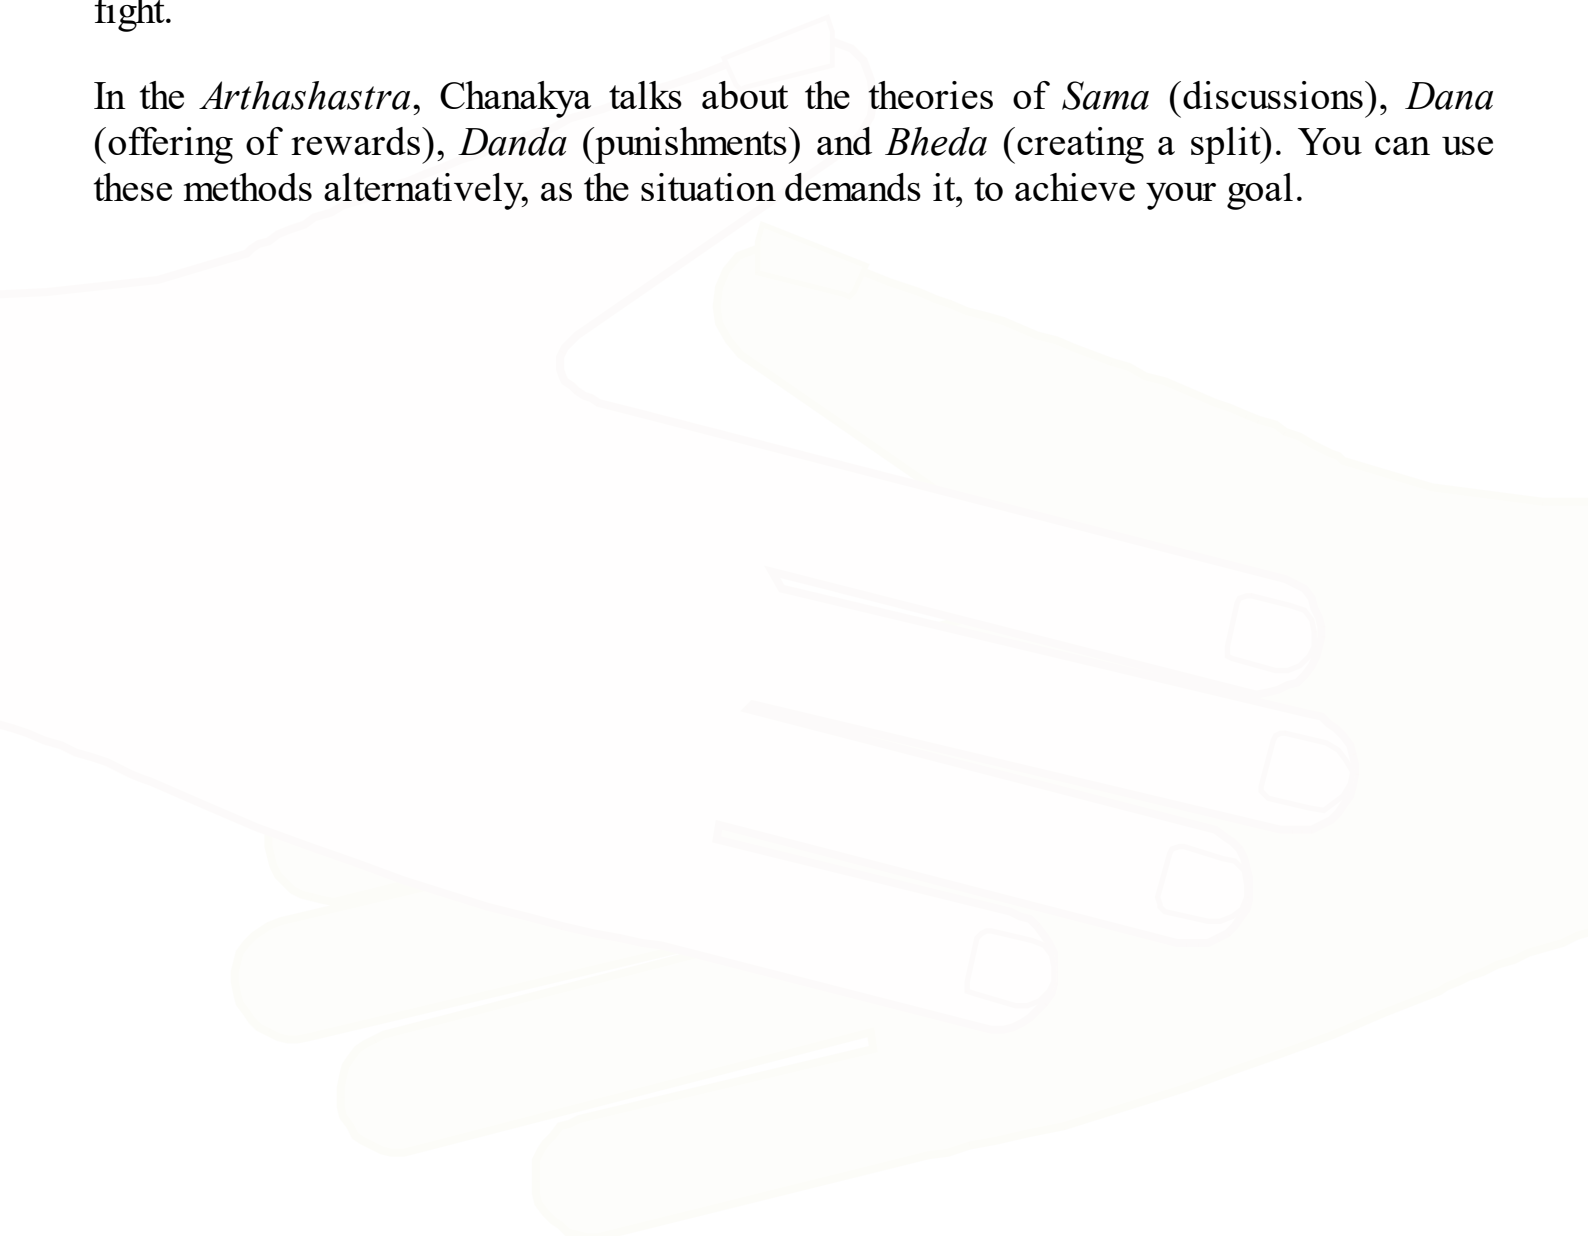 fight.
In the Arthashastra, Chanakya talks about the theories of Sama (discussions), Dana
(offering of rewards), Danda (punishments) and Bheda (creating a split). You can use
these methods alternatively, as the situation demands it, to achieve your goal.